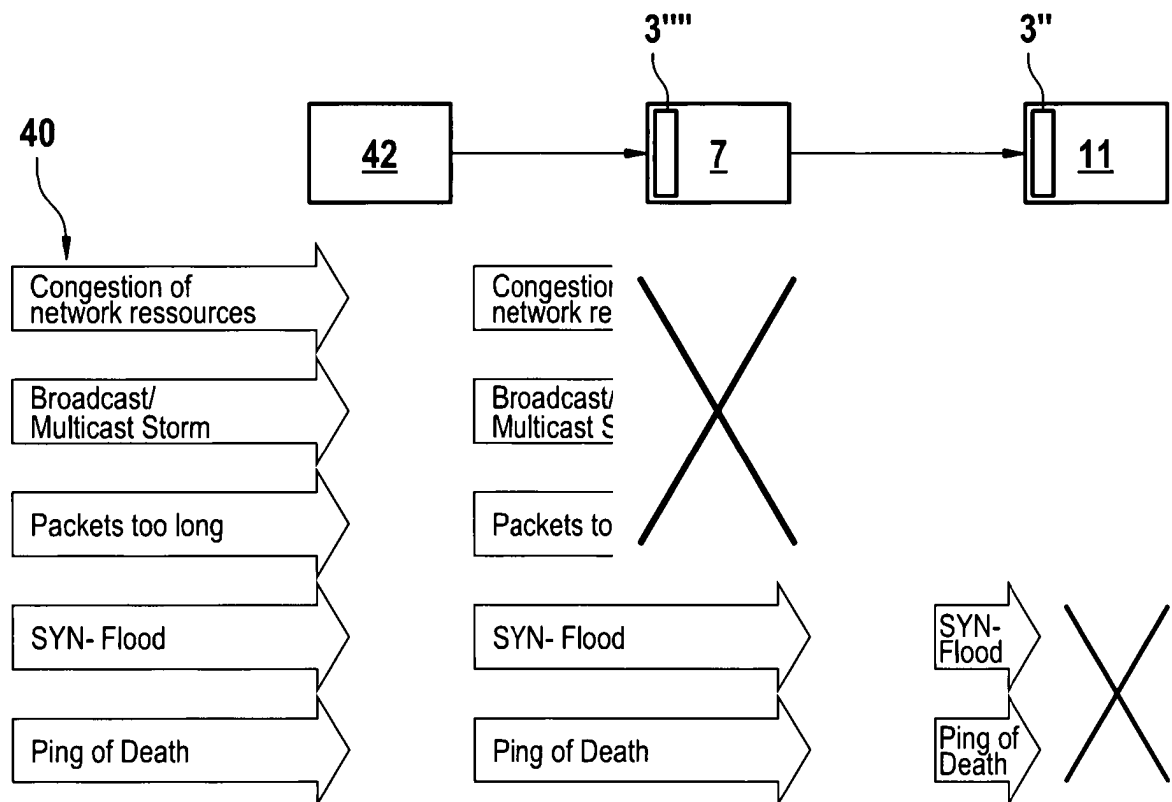 3''''
3''
40
42
7
11
Congestion of
network ressources
Congestion
network re
Broadcast/
Multicast Storm
Broadcast/
Multicast S
Packets too long
Packets to
SYN- Flood
SYN- Flood
SYN-
Flood
Ping of Death
Ping of Death
Ping of
Death